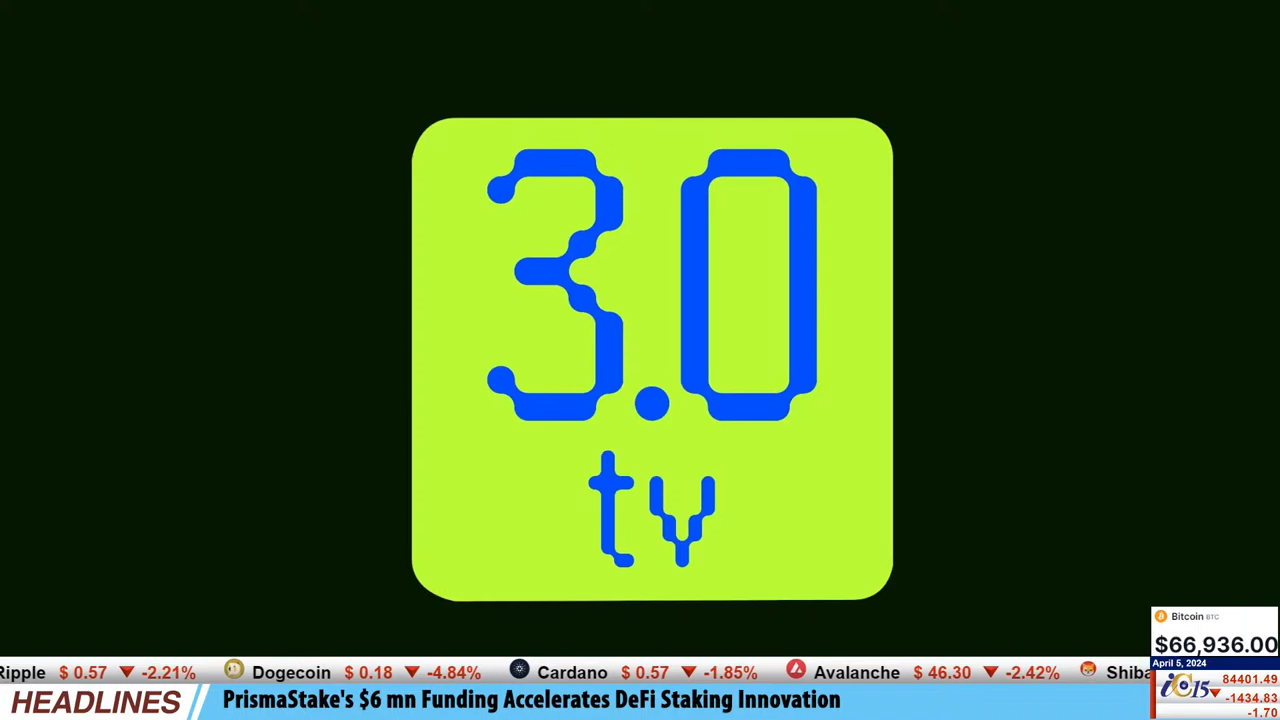 3.0
tv
Bitcoin BTC
$66,936.00
April 5, 2024
Ripple $ 0.57 -2.21% Dogecoin $ 0.18 -4.84% Cardano $ 0.57 -1.85% Avalanche $ 46.30 -2.42% Shiba
ic15 84401.49
-1434.83
-1.70
HEADLINES PrismaStake's $6 mn Funding Accelerates DeFi Staking Innovation